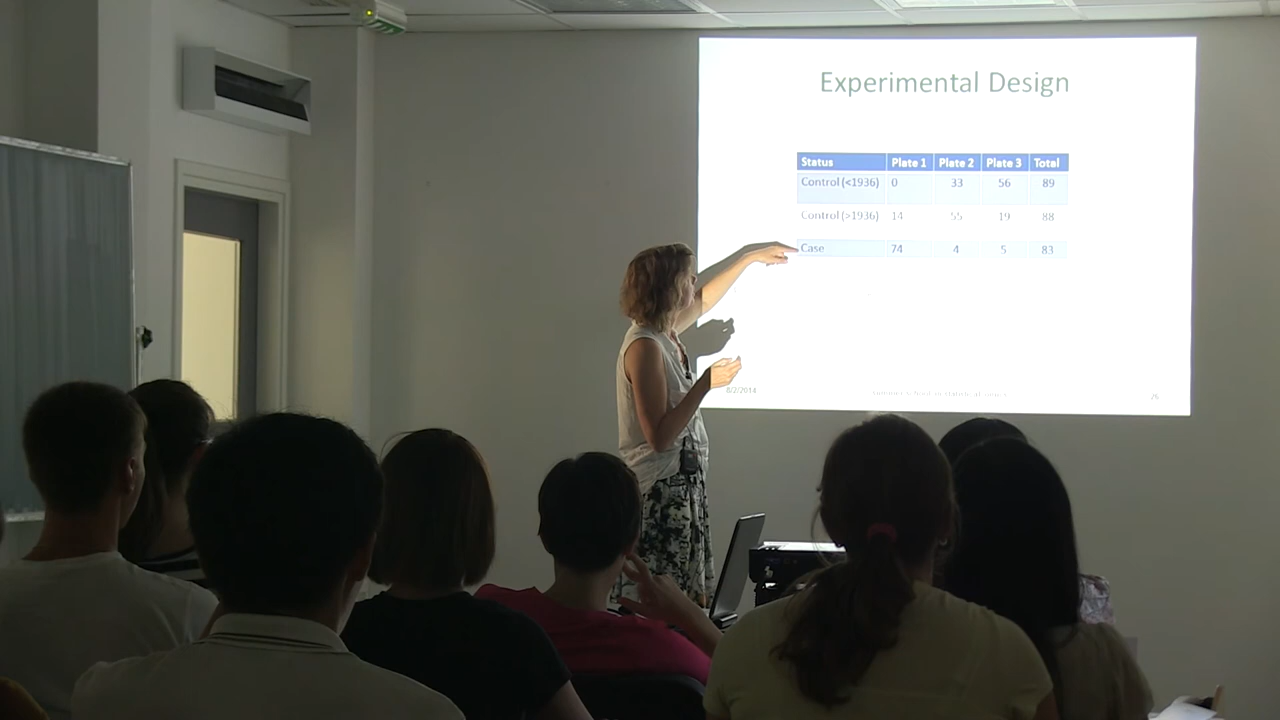 Experimental Design
Status Plate 1 Plate 2 Plate 3 Total
Control (<1936) 0 33 56 89
Control (>1936) 14 55 19 88
Case 74 4 5 83
8/2/2014
26